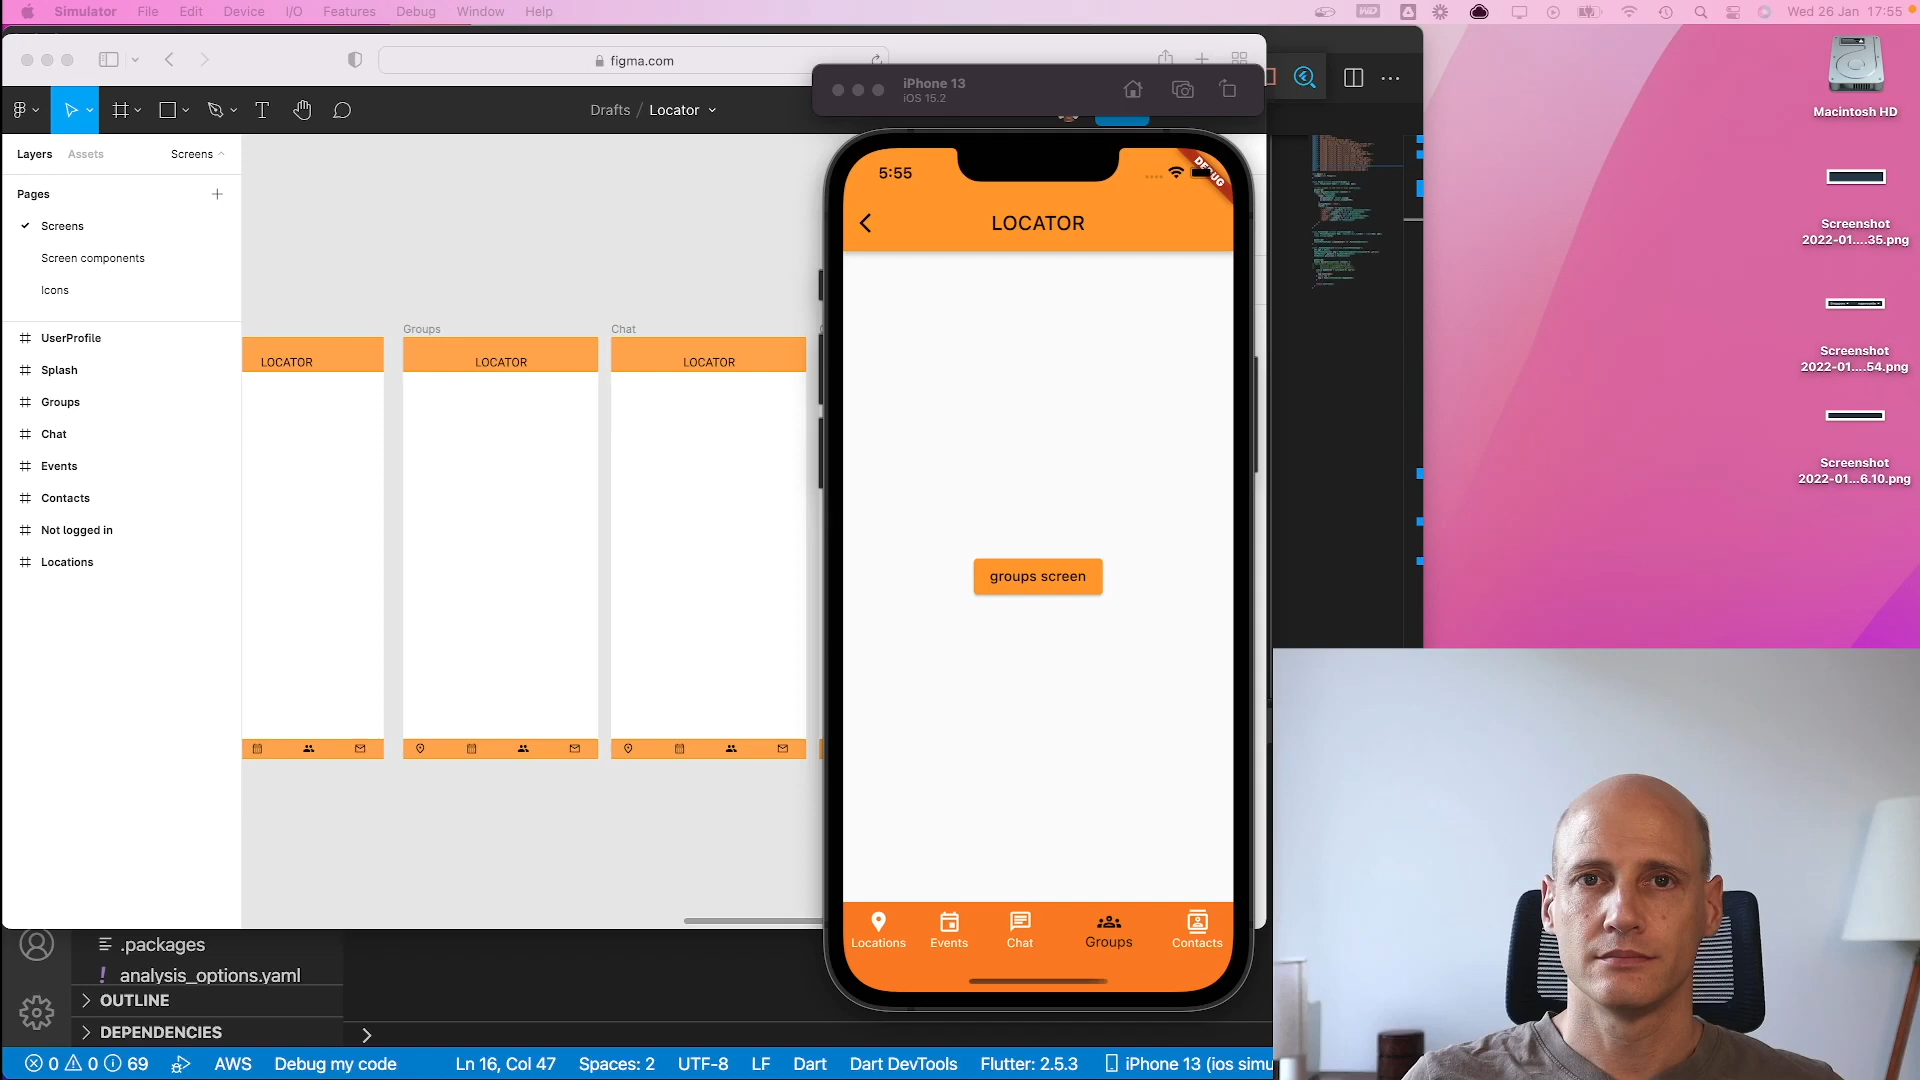 Simulator File Edit Device I/O Features Debug Window Help
Wed 26 Jan 17:55
figma.com
Drafts / Locator
iPhone 13
iOS 15.2
Layers Assets Screens
Pages
Screens
Screen components
Icons
UserProfile
Splash
Groups
Chat
Events
Contacts
Not logged in
Locations
Groups
Chat
LOCATOR
LOCATOR
LOCATOR
5:55
DEBUG
LOCATOR
groups screen
Locations Events Chat Groups Contacts
Macintosh HD
Screenshot
2022-01....35.png
Screenshot
2022-01....54.png
Screenshot
2022-01...6.10.png
.packages
! analysis_options.yaml
OUTLINE
DEPENDENCIES
0 0 69 AWS Debug my code Ln 16, Col 47 Spaces: 2 UTF-8 LF Dart Dart DevTools Flutter: 2.5.3 iPhone 13 (ios simu